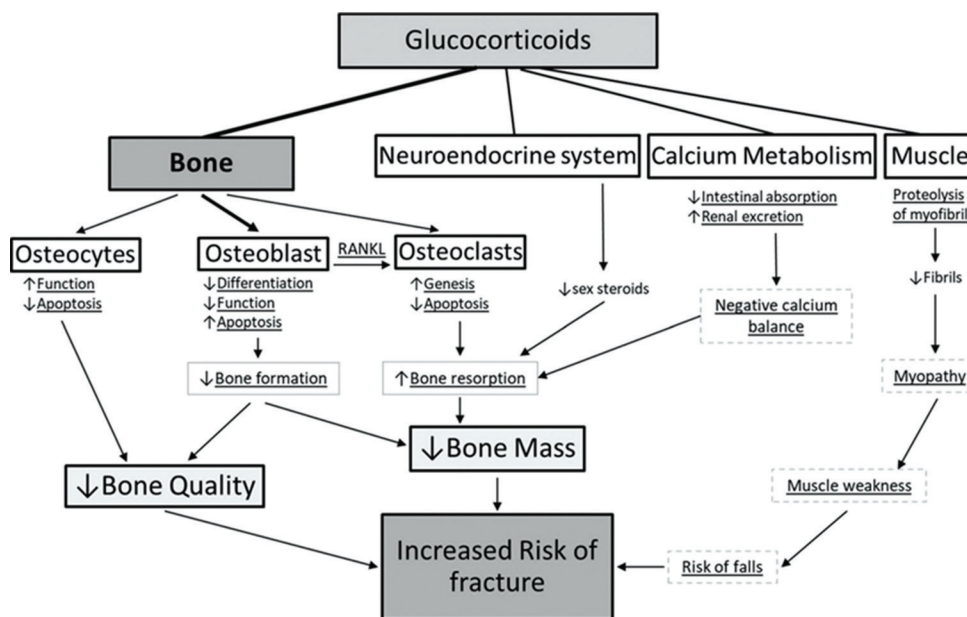 Glucocorticoids
Bone
Neuroendocrine system
Calcium Metabolism
Muscle
↓Intestinal absorption
↑Renal excretion
Proteolysis
of myofibril
Osteocytes
Osteoblast
RANKL
Osteoclasts
↑Function
↓Apoptosis
↓Differentiation
↓Function
↑Apoptosis
↑Genesis
↓Apoptosis
↓sex steroids
↓Fibrils
Negative calcium
balance
↓Bone formation
↑Bone resorption
Myopathy
↓Bone Mass
↓Bone Quality
Muscle weakness
Increased Risk of
fracture
Risk of falls